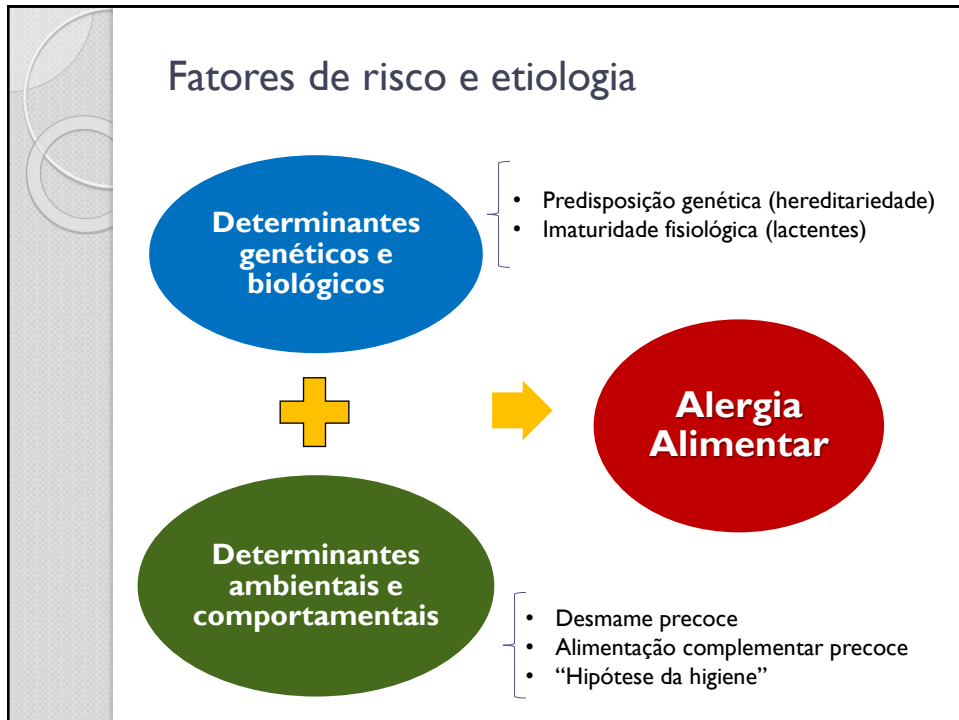 Fatores de risco e etiologia
Determinantes
genéticos e
biológicos
• Predisposição genética (hereditariedade)
• Imaturidade fisiológica (lactentes)
Alergia
Alimentar
Determinantes
ambientais e
comportamentais
• Desmame precoce
• Alimentação complementar precoce
• “Hipótese da higiene”